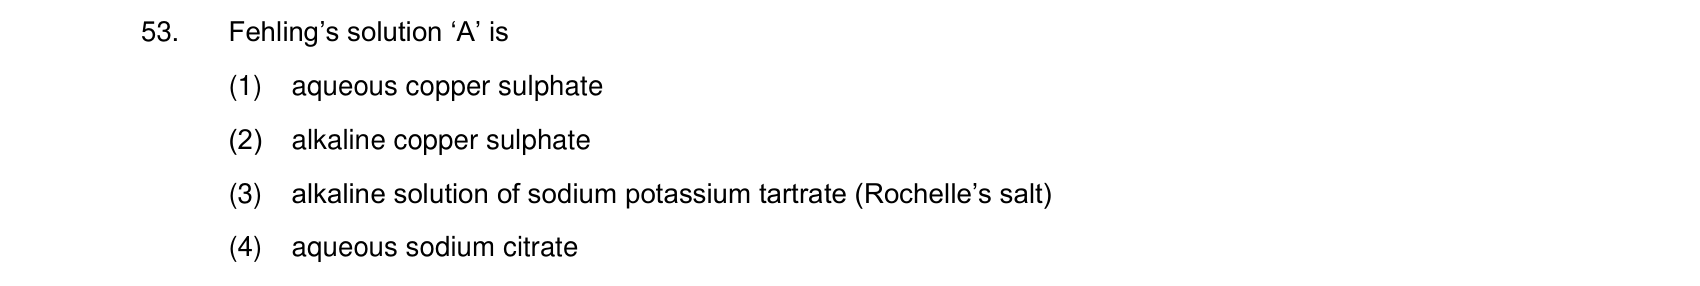 53. Fehling’s solution ‘A’ is
(1) aqueous copper sulphate
(2) alkaline copper sulphate
(3) alkaline solution of sodium potassium tartrate (Rochelle’s salt)
(4) aqueous sodium citrate